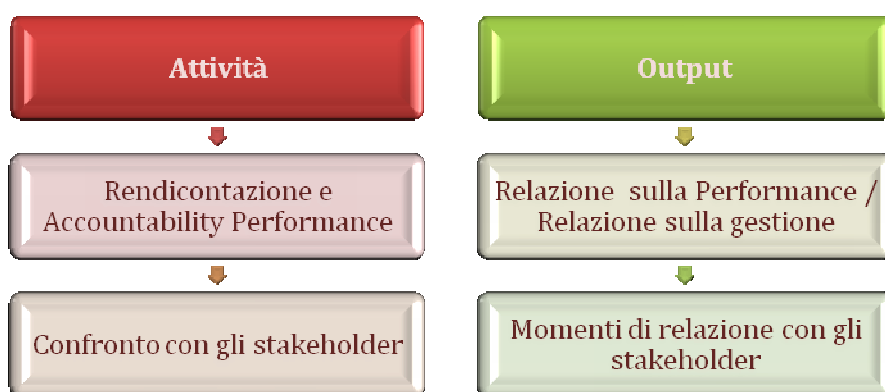 Attività
Output
Rendicontazione e
Accountability Performance
Relazione sulla Performance /
Relazione sulla gestione
Confronto con gli stakeholder
Momenti di relazione con gli
stakeholder